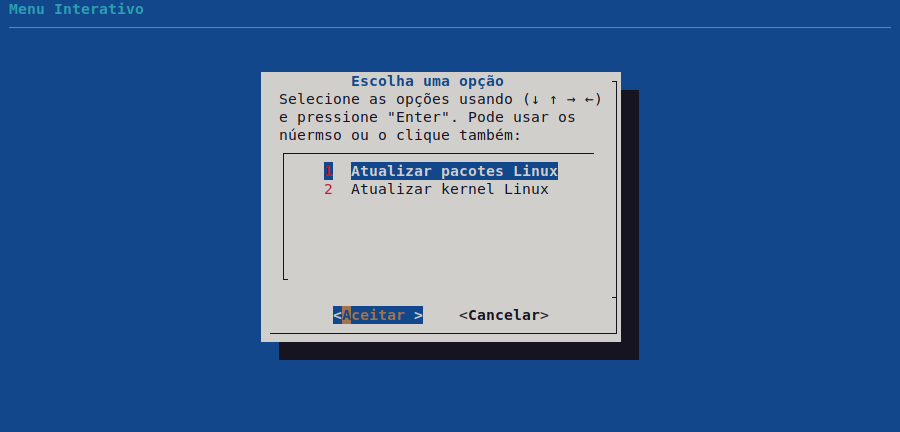 Menu Interativo
Escolha uma opção
Selecione as opções usando (↓ ↑ → ←)
e pressione "Enter". Pode usar os
núermso ou o clique também:
1 Atualizar pacotes Linux
2 Atualizar kernel Linux
<Aceitar > <Cancelar>